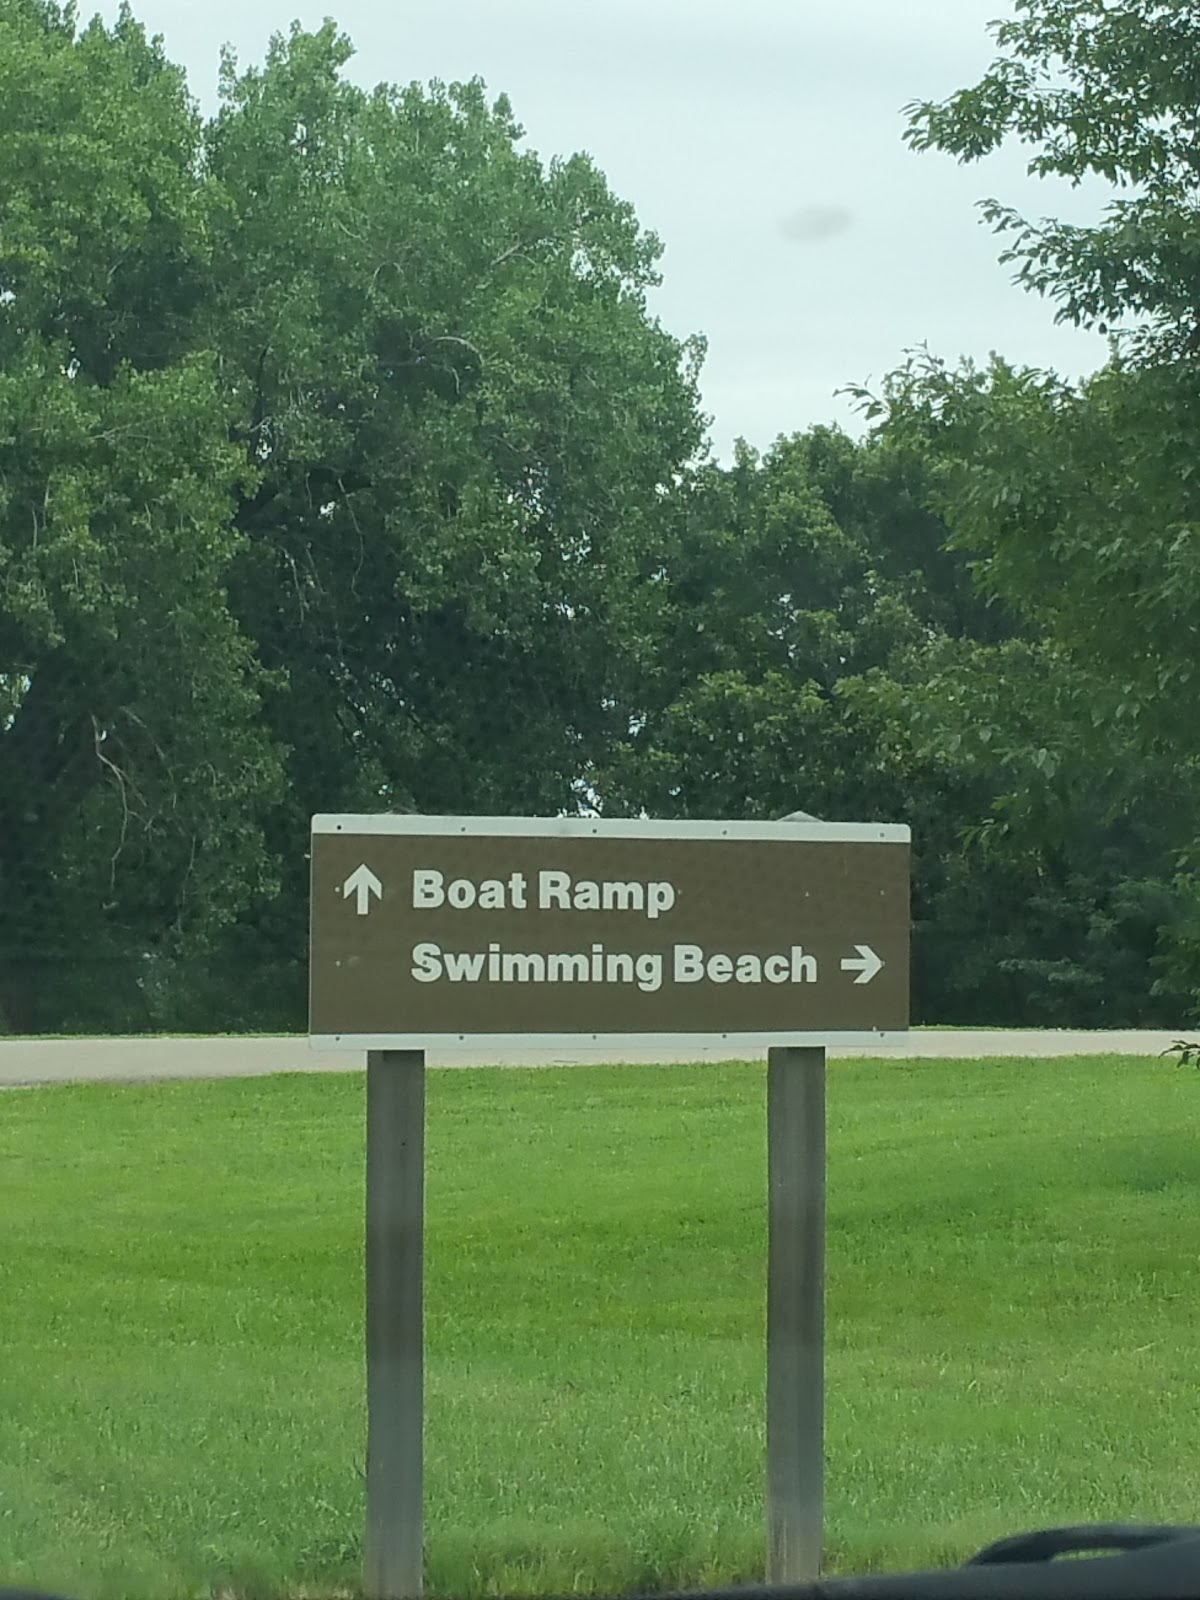 ↑ Boat Ramp
Swimming Beach →